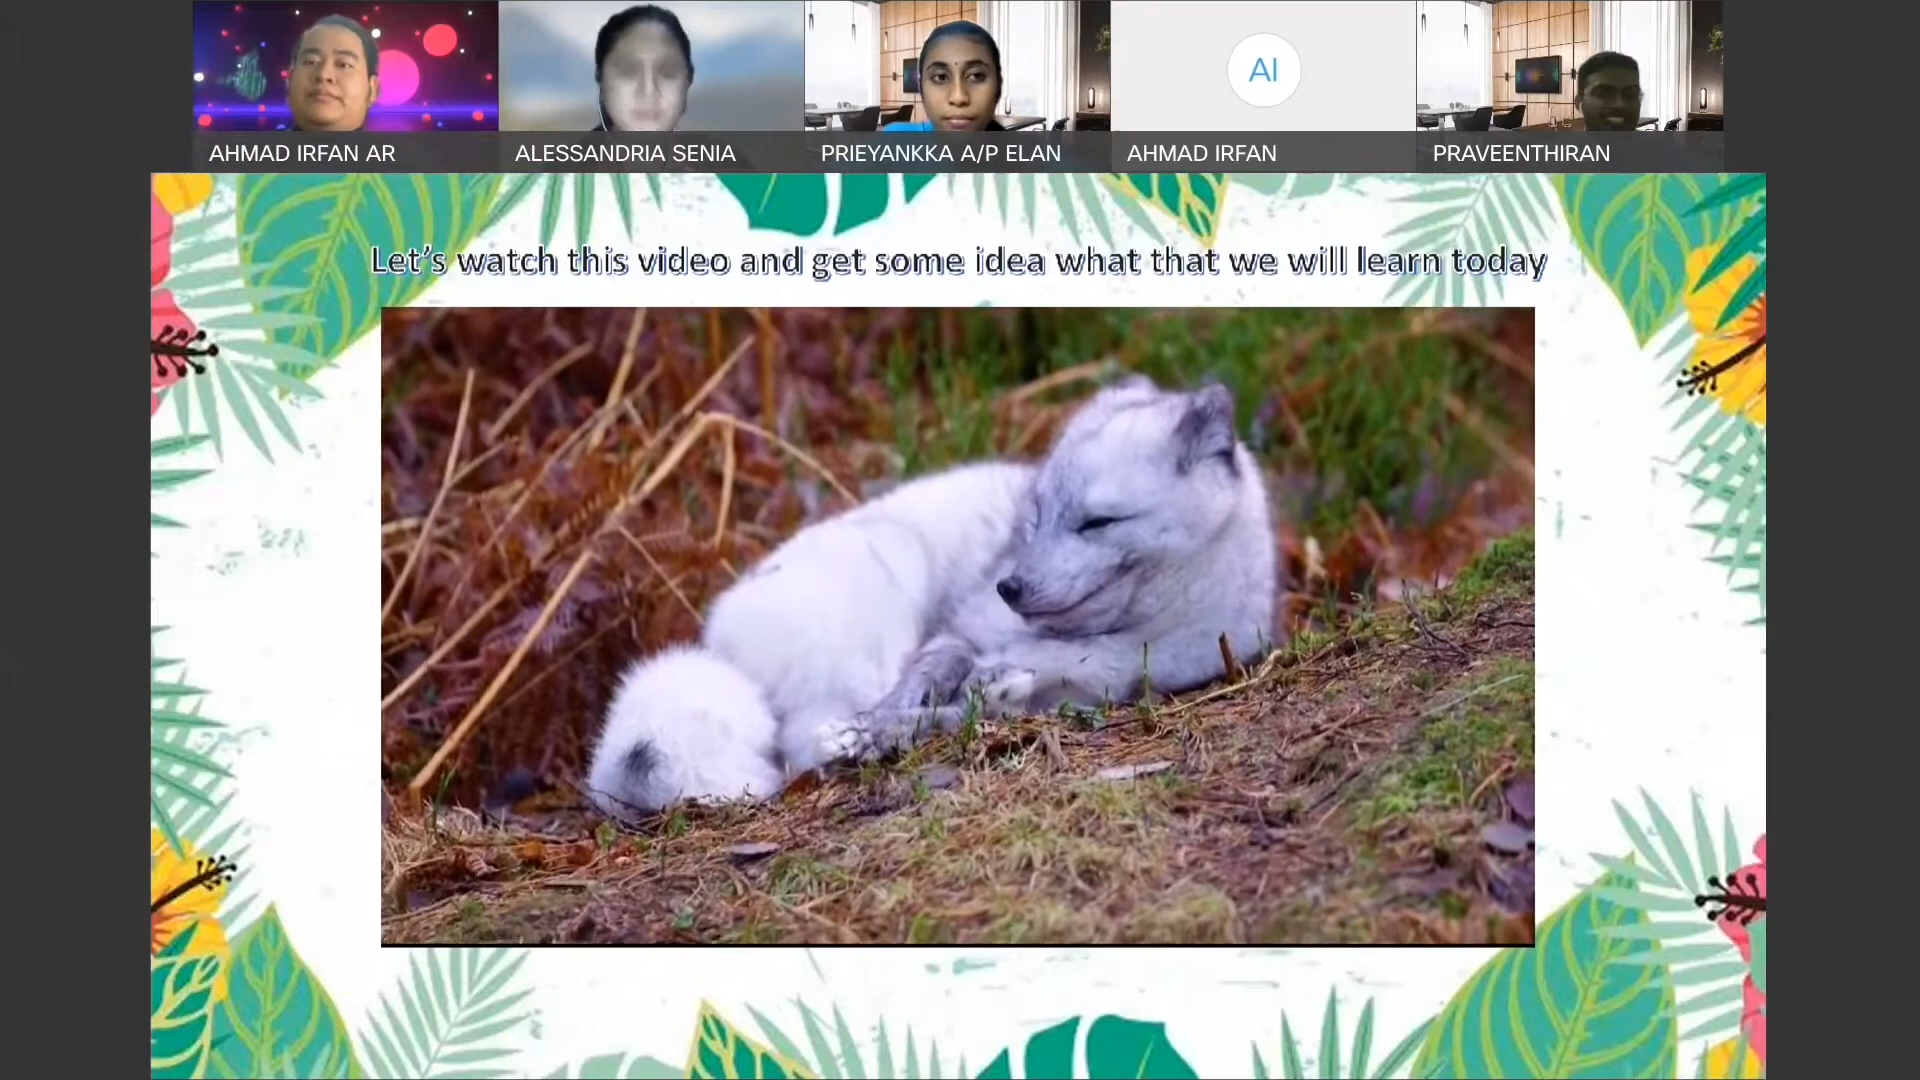 AHMAD IRFAN AR
ALESSANDRIA SENIA
PRIEYANKKA A/P ELAN
AI
AHMAD IRFAN
PRAVEENTHIRAN
Let's watch this video and get some idea what that we will learn today